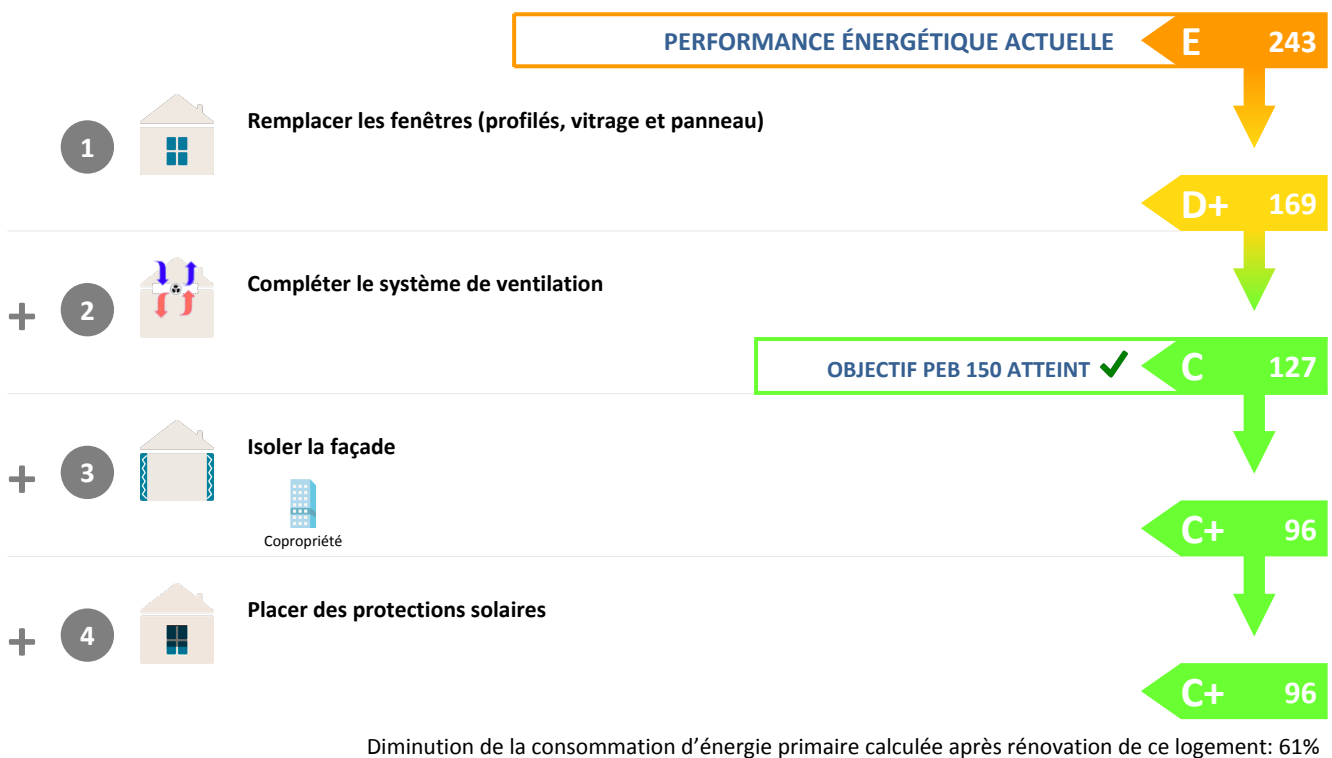 PERFORMANCE ÉNERGÉTIQUE ACTUELLE E 243
1 Remplacer les fenêtres (profilés, vitrage et panneau)
D+ 169
+ 2 Compléter le système de ventilation
OBJECTIF PEB 150 ATTEINT ✓ C 127
+ 3 Isoler la façade
Copropriété
C+ 96
+ 4 Placer des protections solaires
C+ 96
Diminution de la consommation d’énergie primaire calculée après rénovation de ce logement: 61%